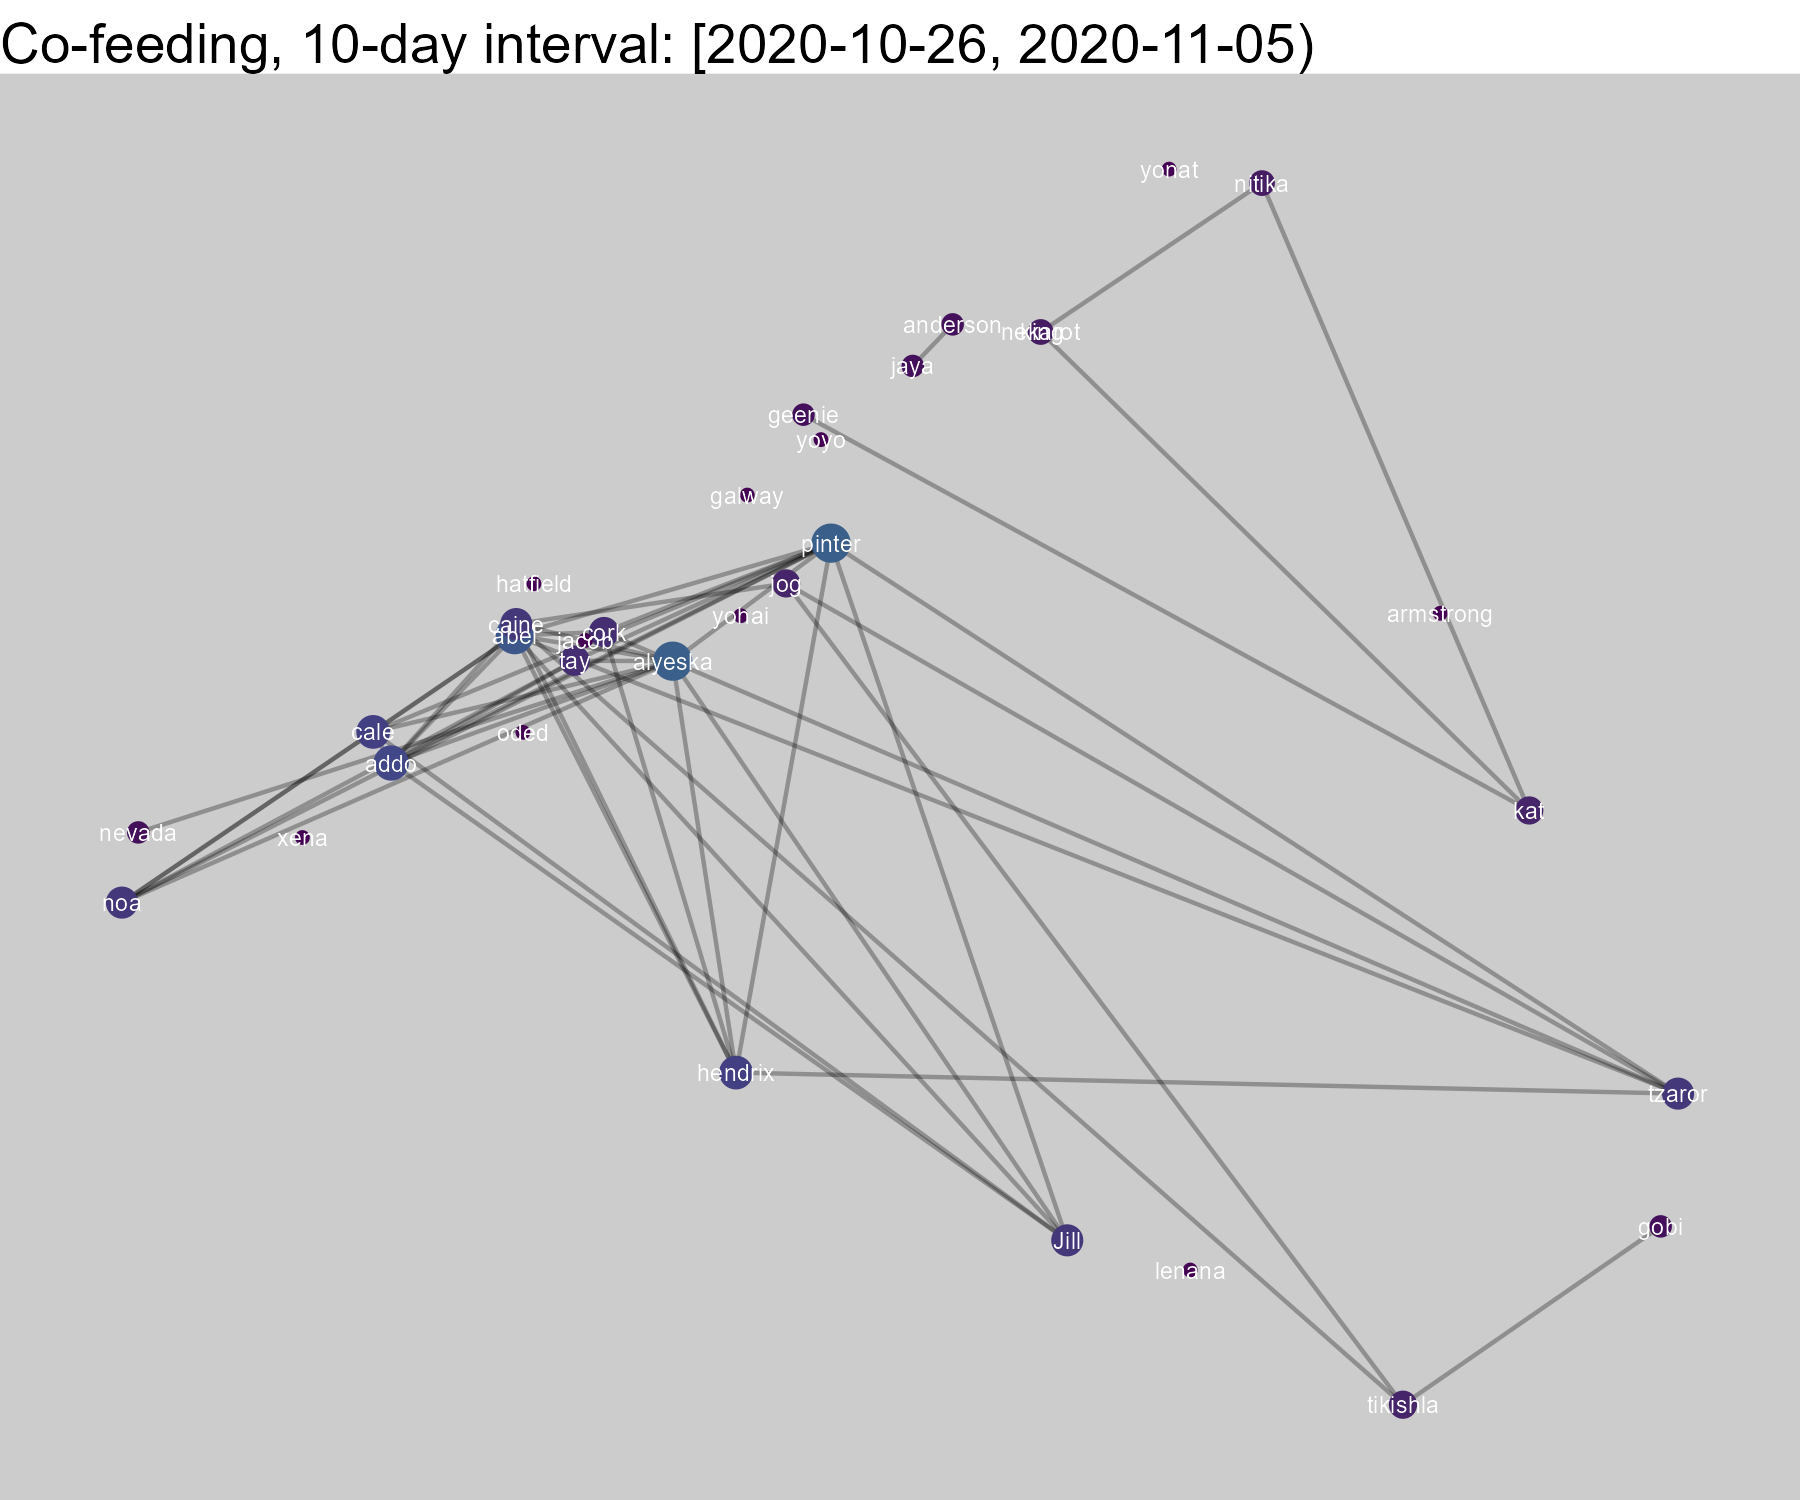 Co-feeding, 10-day interval: [2020-10-26, 2020-11-05)
yonat
nitika
anderson
jaya
geenie
yoyo
galway
pinter
hatfield
jog
armstrong
yohai
caine
cork
abel
jacob
tay
alyeska
cale
oded
addo
kat
nevada
xena
noa
hendrix
tzaror
gobi
Jill
lenana
tikishla